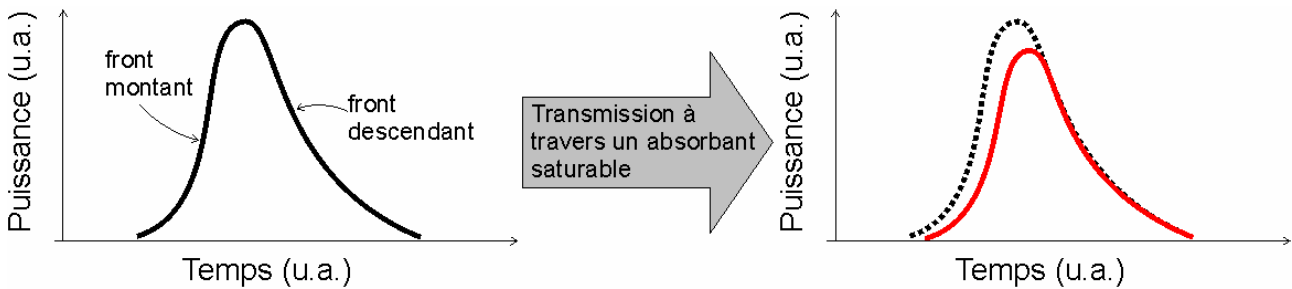 Puissance (u.a.)
front
montant
front
descendant
Temps (u.a.)
Transmission à
travers un absorbant
saturable
Puissance (u.a.)
Temps (u.a.)